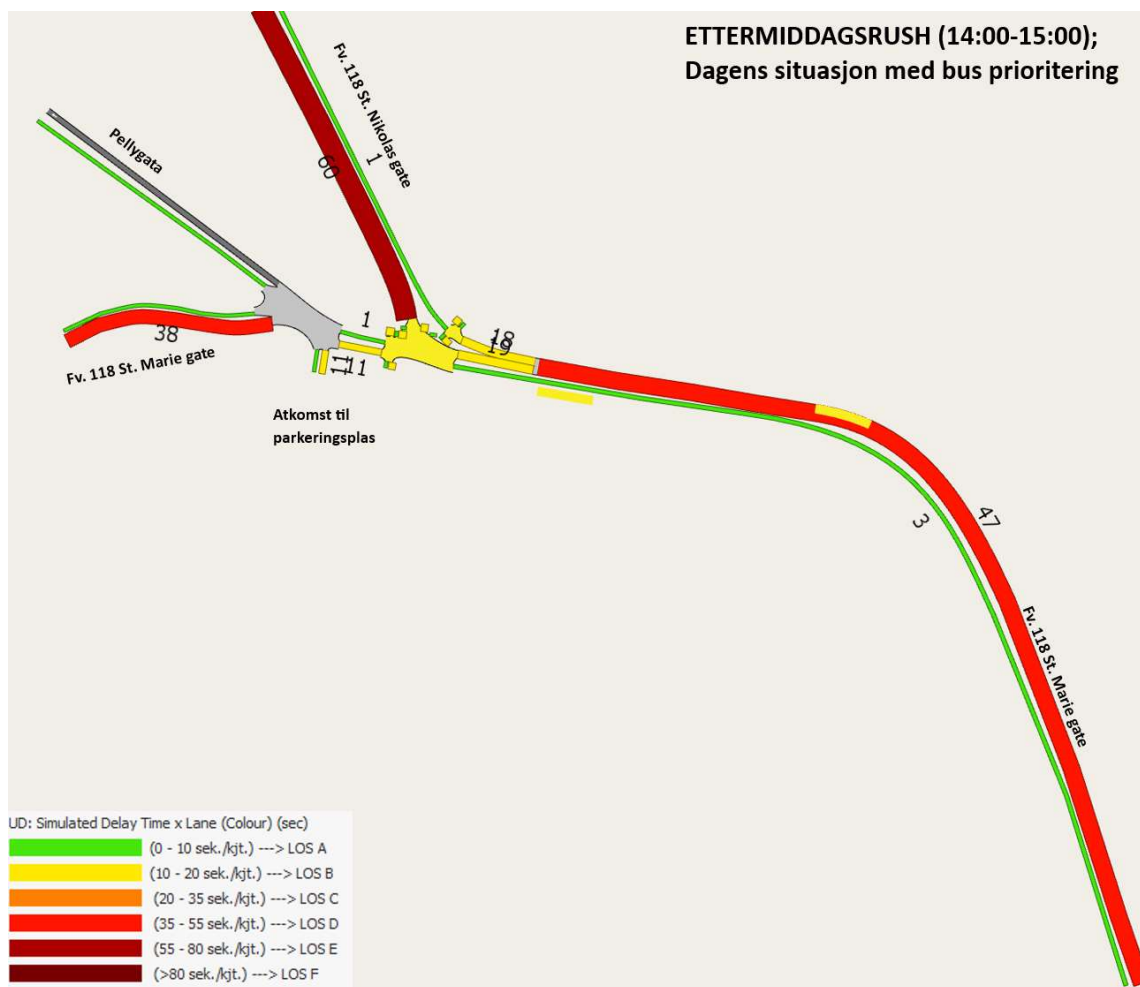 ETTERMIDDAGSRUSH (14:00-15:00);
Dagens situasjon med bus prioritering
Fv. 118 St. Nikolas gate
Pellygata
60
1
1
18
19
38
11
11
Fv. 118 St. Marie gate
Atkomst til
parkeringsplas
3
47
Fv. 118 St. Marie gate
UD: Simulated Delay Time x Lane (Colour) (sec)
(0 - 10 sek./kjt.) ---> LOS A
(10 - 20 sek./kjt.) ---> LOS B
(20 - 35 sek./kjt.) ---> LOS C
(35 - 55 sek./kjt.) ---> LOS D
(55 - 80 sek./kjt.) ---> LOS E
(>80 sek./kjt.) ---> LOS F